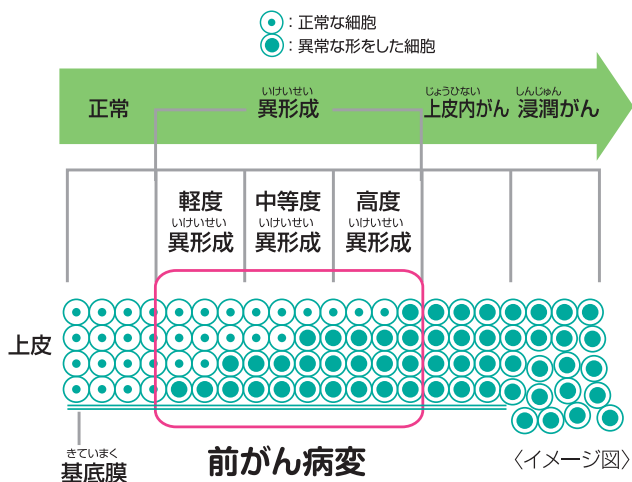 ：正常な細胞
：異常な形をした細胞
正常
いけいせい
異形成
じょうひない
上皮内がん
しんじゅん
浸潤がん
軽度
いけいせい
異形成
中等度
いけいせい
異形成
高度
いけいせい
異形成
上皮
きていまく
基底膜
前がん病変
〈イメージ図〉